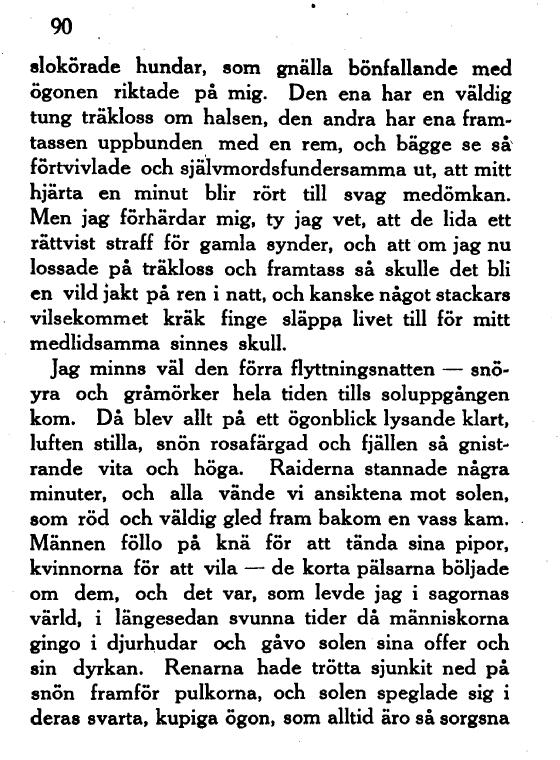 90
slokörade hundar, som gnälla bönfallande med
ögonen riktade på mig. Den ena har en väldig
tung träkloss om halsen, den andra har ena fram-
tassen uppbunden med en rem, och bägge se så
förtvivlade och självmordsfundersamma ut, att mitt
hjärta en minut blir rört till svag medömkan.
Men jag förhärdar mig, ty jag vet, att de lida ett
rättvist straff för gamla synder, och att om jag nu
lossade på träkloss och framtass så skulle det bli
en vild jakt på ren i natt, och kanske något stackars
vilsekommet kräk finge släppa livet till för mitt
medlidsamma sinnes skull.
Jag minns väl den förra flyttningsnatten — snö-
yra och gråmörker hela tiden tills soluppgången
kom. Då blev allt på ett ögonblick lysande klart,
luften stilla, snön rosafärgad och fjällen så gnist-
rande vita och höga. Raiderna stannade några
minuter, och alla vände vi ansiktena mot solen,
som röd och väldig gled fram bakom en vass kam.
Männen föllo på knä för att tända sina pipor,
kvinnorna för att vila — de korta pälsarna böljade
om dem, och det var, som levde jag i sagornas
värld, i längesedan svunna tider då människorna
gingo i djurhudar och gåvo solen sina offer och
sin dyrkan. Renarna hade trötta sjunkit ned på
snön framför pulkorna, och solen speglade sig i
deras svarta, kupiga ögon, som alltid äro så sorgsna